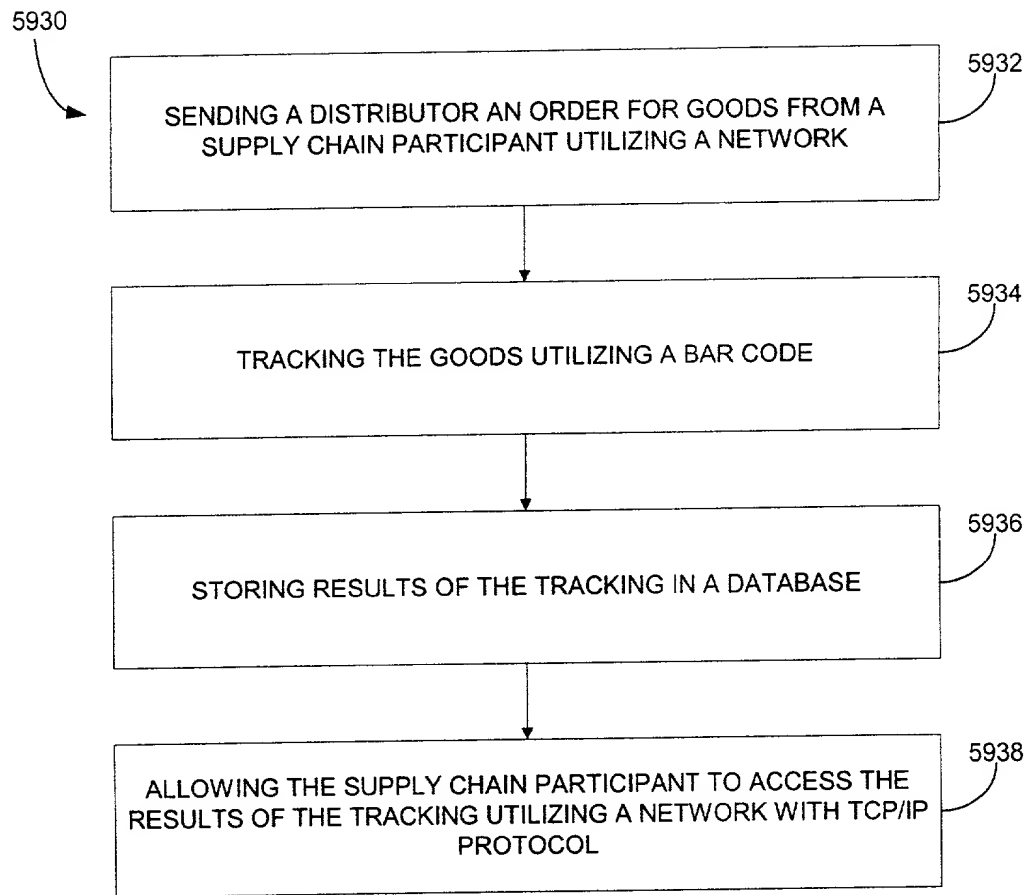 5930
5932
SENDING A DISTRIBUTOR AN ORDER FOR GOODS FROM A
SUPPLY CHAIN PARTICIPANT UTILIZING A NETWORK
5934
TRACKING THE GOODS UTILIZING A BAR CODE
5936
STORING RESULTS OF THE TRACKING IN A DATABASE
5938
ALLOWING THE SUPPLY CHAIN PARTICIPANT TO ACCESS THE
RESULTS OF THE TRACKING UTILIZING A NETWORK WITH TCP/IP
PROTOCOL